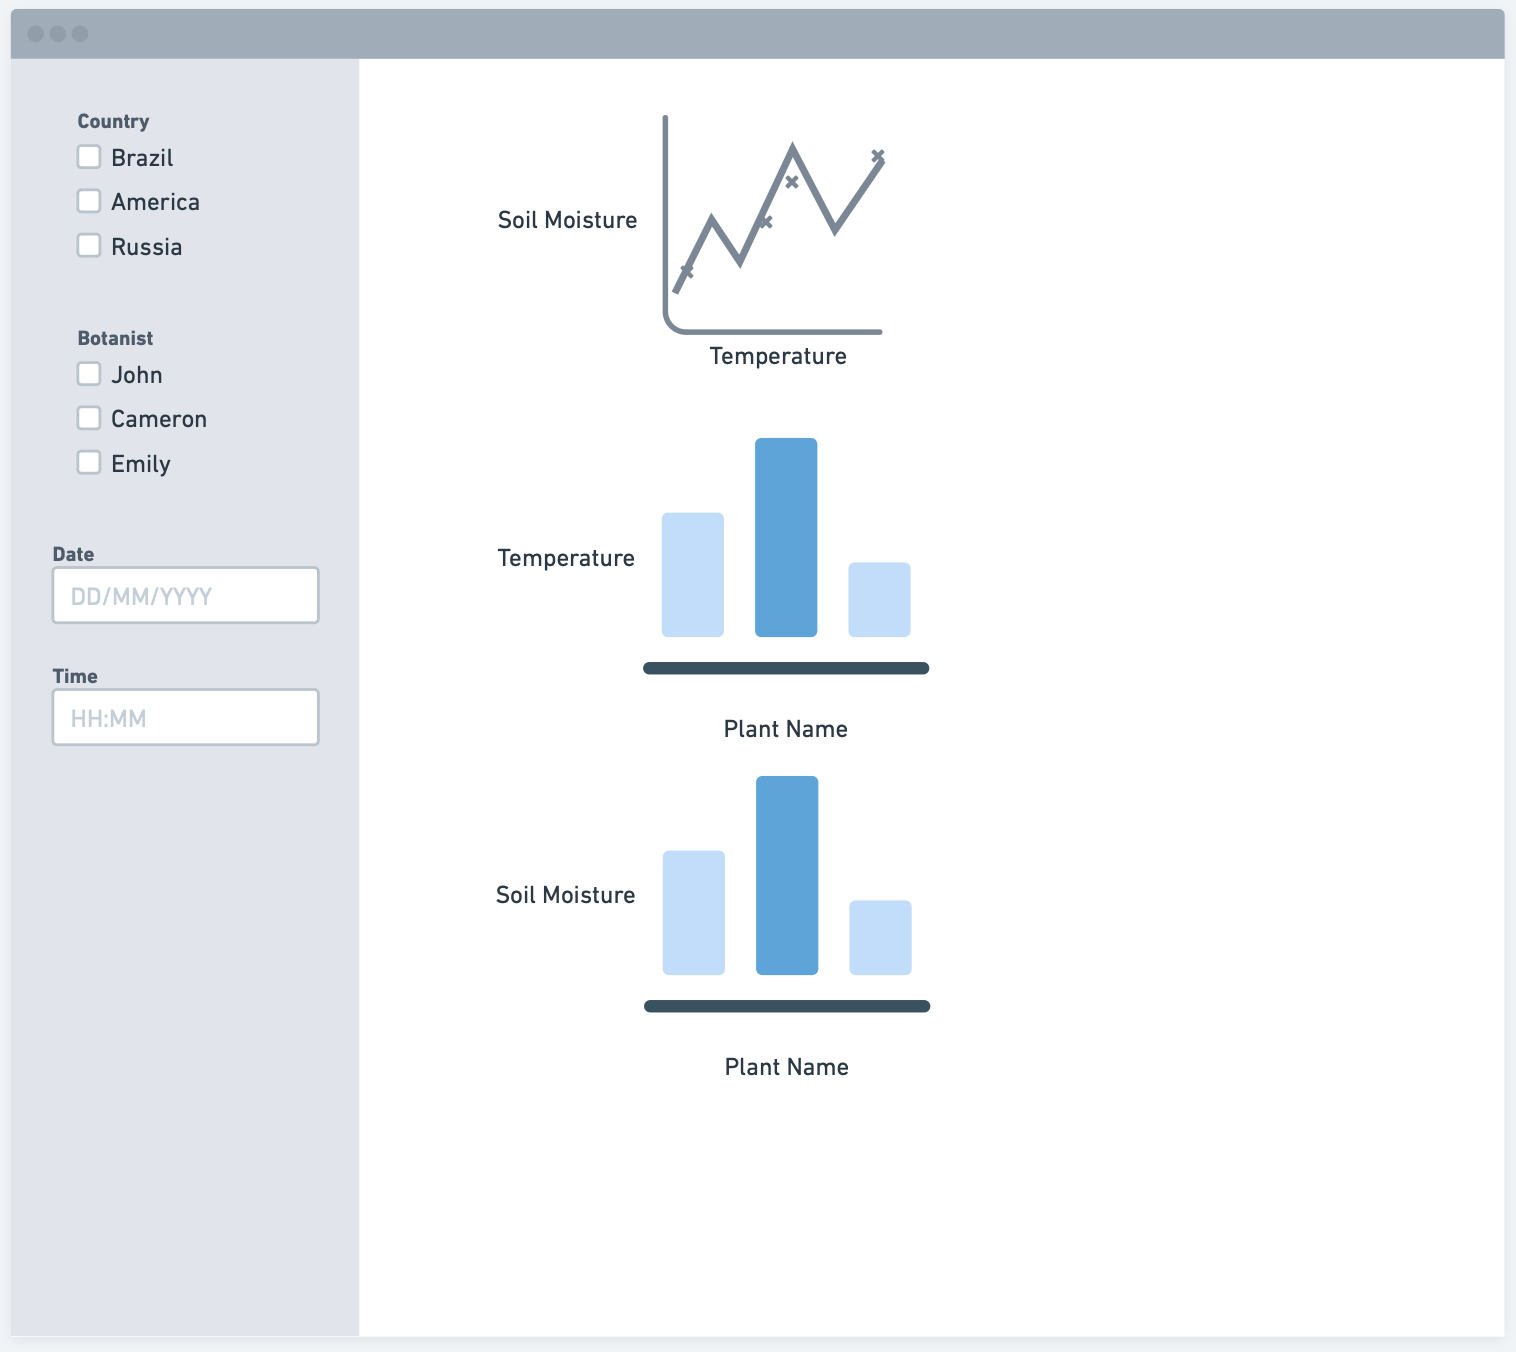 Country
Brazil
America
Russia
Botanist
John
Cameron
Emily
Date
DD/MM/YYYY
Time
HH:MM
Soil Moisture
Temperature
Temperature
Plant Name
Soil Moisture
Plant Name